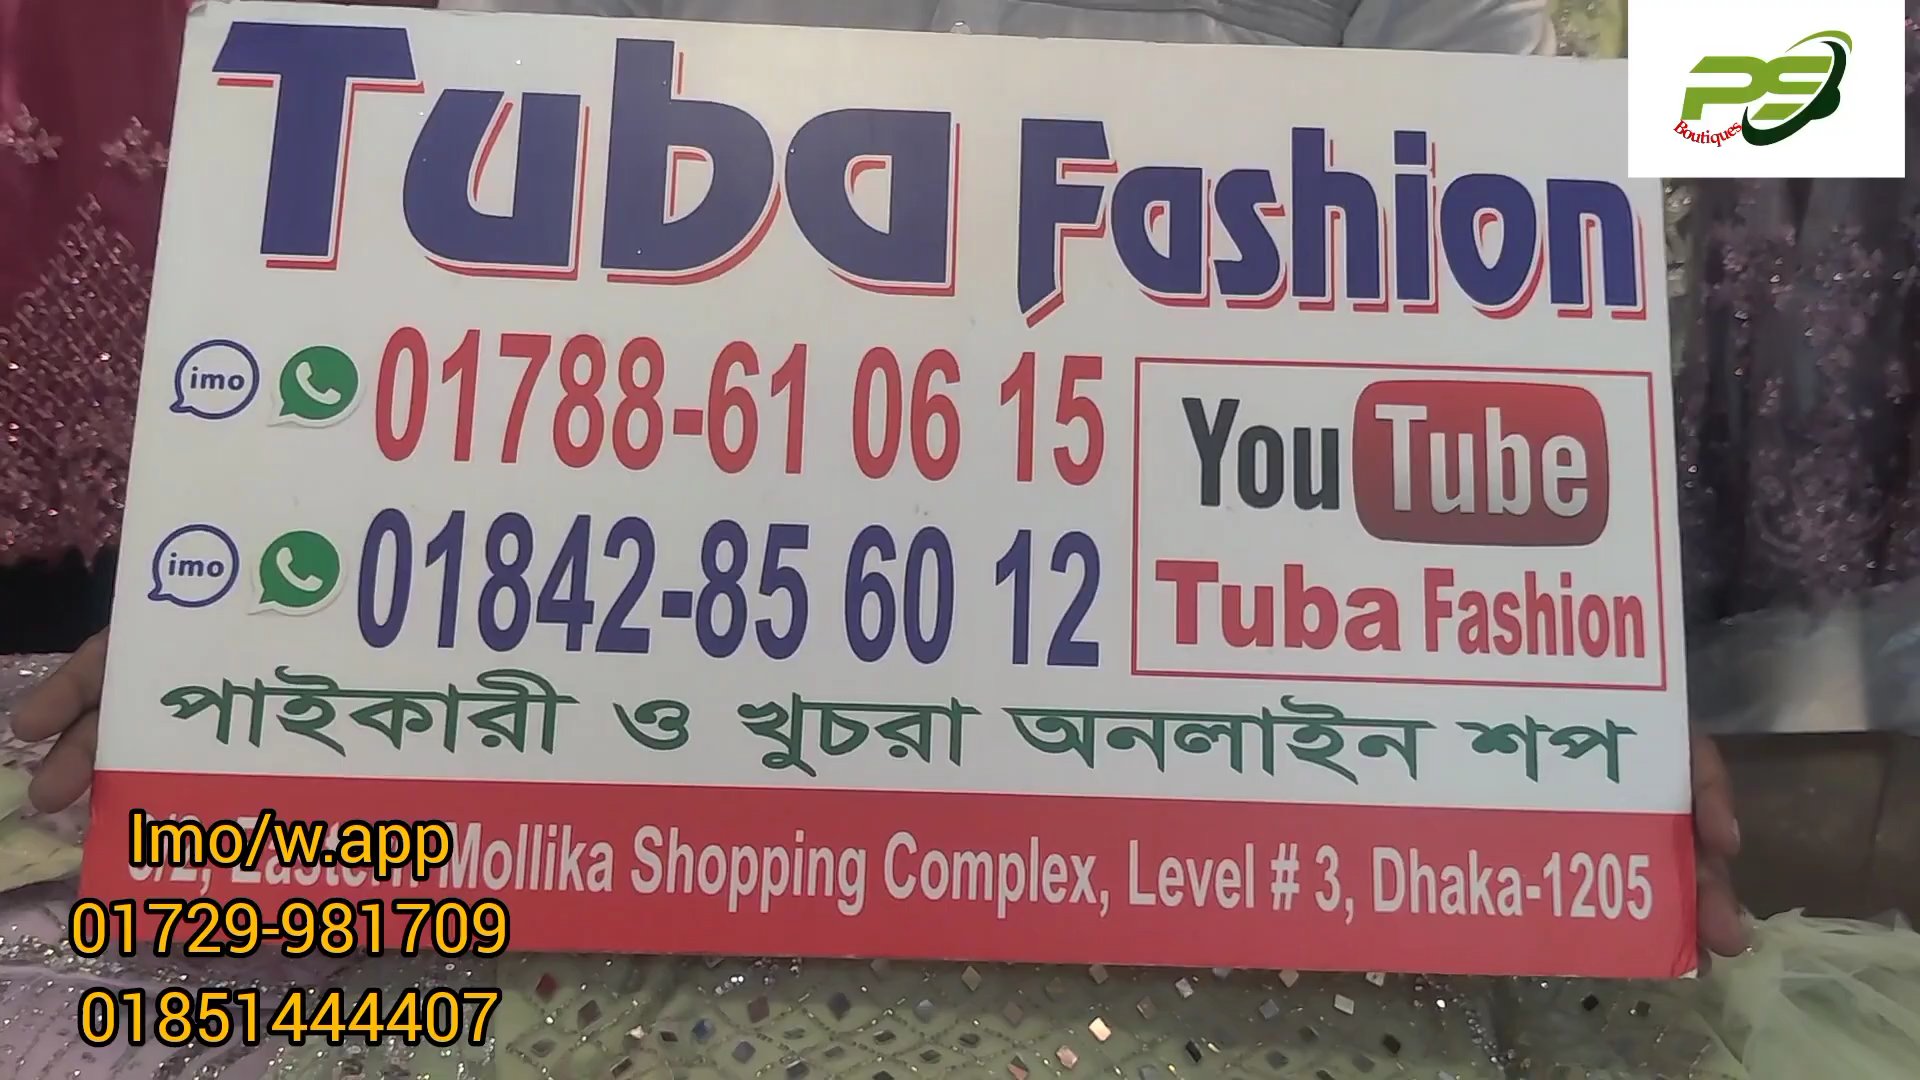 Tuba Fashion
PS
Boutiques
imo 01788-61 06 15
imo 01842-85 60 12
YouTube
Tuba Fashion
পাইকারী ও খুচরা অনলাইন শপ
Mollika Shopping Complex, Level # 3, Dhaka-1205
Imo/w.app
01729-981709
01851444407